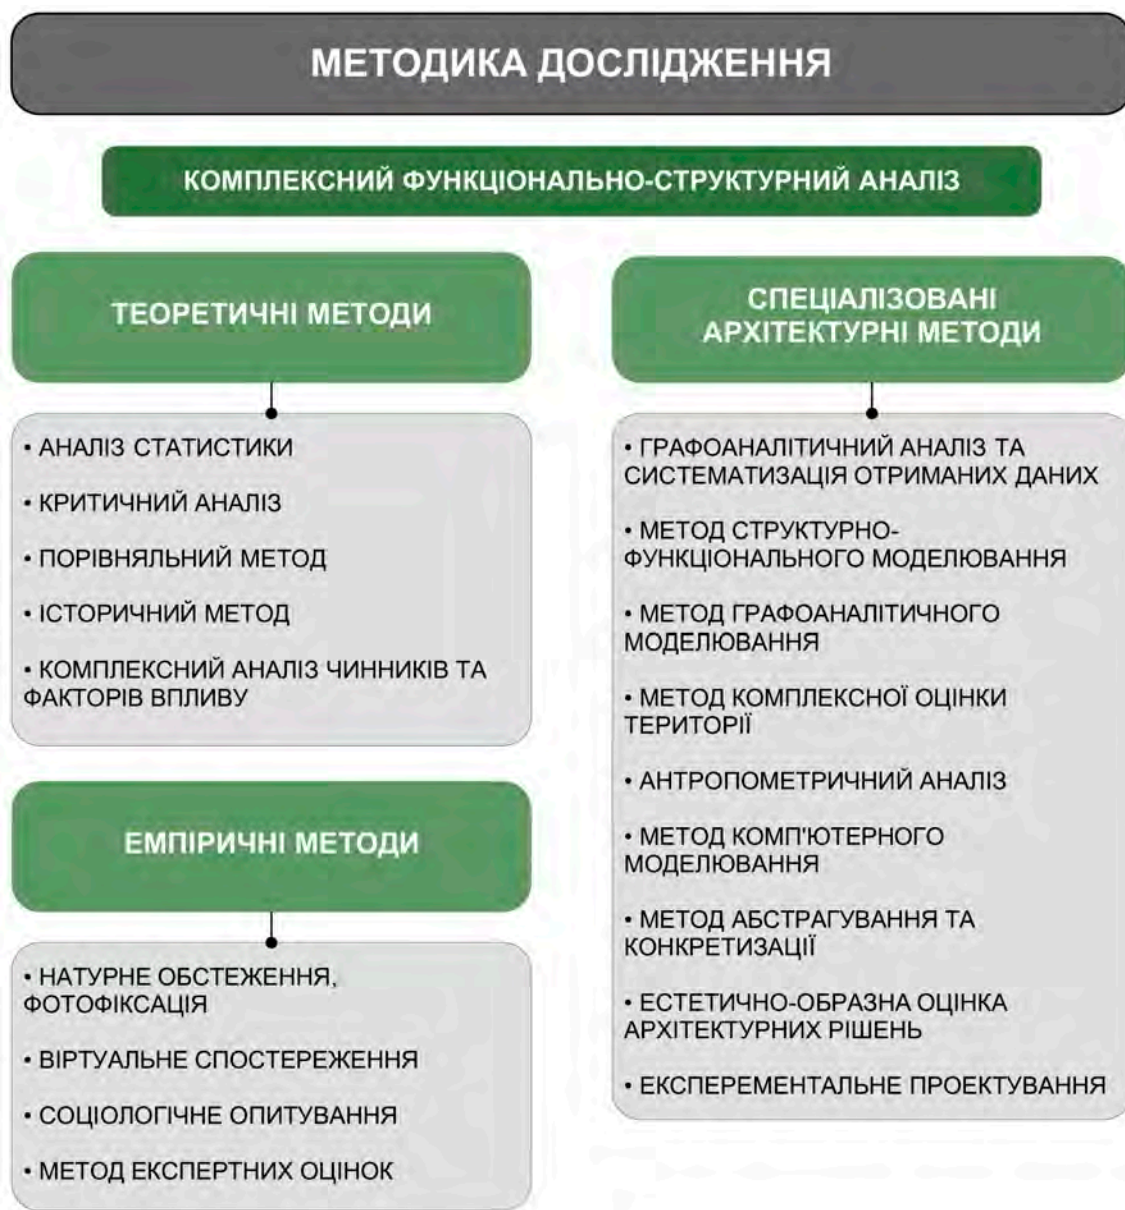 МЕТОДИКА ДОСЛІДЖЕННЯ
КОМПЛЕКСНИЙ ФУНКЦІОНАЛЬНО-СТРУКТУРНИЙ АНАЛІЗ
ТЕОРЕТИЧНІ МЕТОДИ
• АНАЛІЗ СТАТИСТИКИ
• КРИТИЧНИЙ АНАЛІЗ
• ПОРІВНЯЛЬНИЙ МЕТОД
• ІСТОРИЧНИЙ МЕТОД
• КОМПЛЕКСНИЙ АНАЛІЗ ЧИННИКІВ ТА
ФАКТОРІВ ВПЛИВУ
ЕМПІРИЧНІ МЕТОДИ
• НАТУРНЕ ОБСТЕЖЕННЯ,
ФОТОФІКСАЦІЯ
• ВІРТУАЛЬНЕ СПОСТЕРЕЖЕННЯ
• СОЦІОЛОГІЧНЕ ОПИТУВАННЯ
• МЕТОД ЕКСПЕРТНИХ ОЦІНОК
СПЕЦІАЛІЗОВАНІ
АРХІТЕКТУРНІ МЕТОДИ
• ГРАФОАНАЛІТИЧНИЙ АНАЛІЗ ТА
СИСТЕМАТИЗАЦІЯ ОТРИМАНИХ ДАНИХ
• МЕТОД СТРУКТУРНО-
ФУНКЦІОНАЛЬНОГО МОДЕЛЮВАННЯ
• МЕТОД ГРАФОАНАЛІТИЧНОГО
МОДЕЛЮВАННЯ
• МЕТОД КОМПЛЕКСНОЇ ОЦІНКИ
ТЕРИТОРІЇ
• АНТРОПОМЕТРИЧНИЙ АНАЛІЗ
• МЕТОД КОМП'ЮТЕРНОГО
МОДЕЛЮВАННЯ
• МЕТОД АБСТРАГУВАННЯ ТА
КОНКРЕТИЗАЦІЇ
• ЕСТЕТИЧНО-ОБРАЗНА ОЦІНКА
АРХІТЕКТУРНИХ РІШЕНЬ
• ЕКСПЕРЕМЕНТАЛЬНЕ ПРОЕКТУВАННЯ